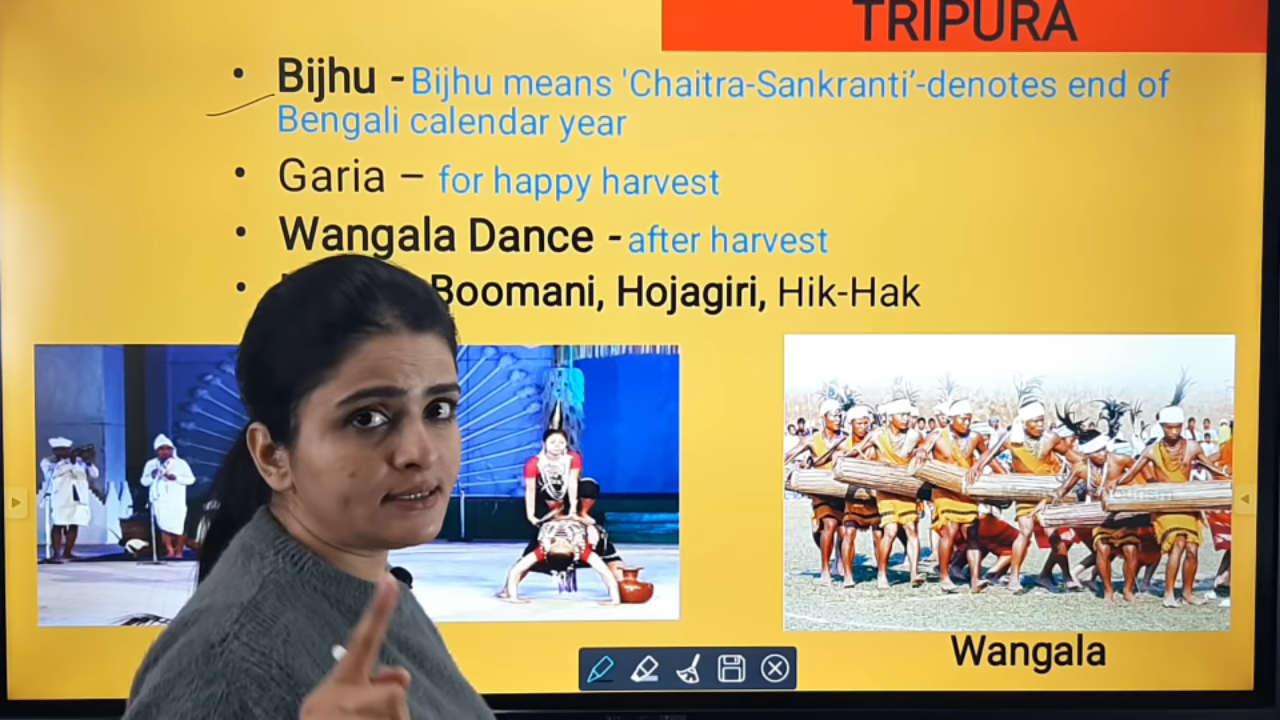 TRIPURA
• Bijhu - Bijhu means 'Chaitra-Sankranti'-denotes end of
Bengali calendar year
• Garia – for happy harvest
• Wangala Dance - after harvest
• Boomani, Hojagiri, Hik-Hak
Wangala